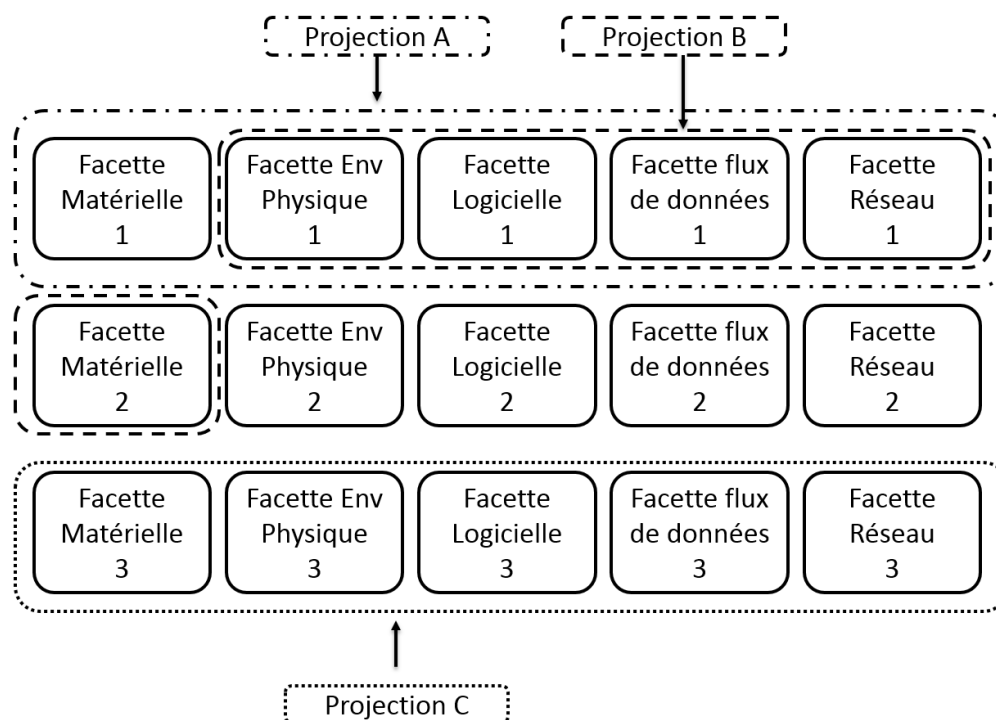 Projection A
Projection B
Facette
Matérielle
1
Facette Env
Physique
1
Facette
Logicielle
1
Facette flux
de données
1
Facette
Réseau
1
Facette
Matérielle
2
Facette Env
Physique
2
Facette
Logicielle
2
Facette flux
de données
2
Facette
Réseau
2
Facette
Matérielle
3
Facette Env
Physique
3
Facette
Logicielle
3
Facette flux
de données
3
Facette
Réseau
3
Projection C